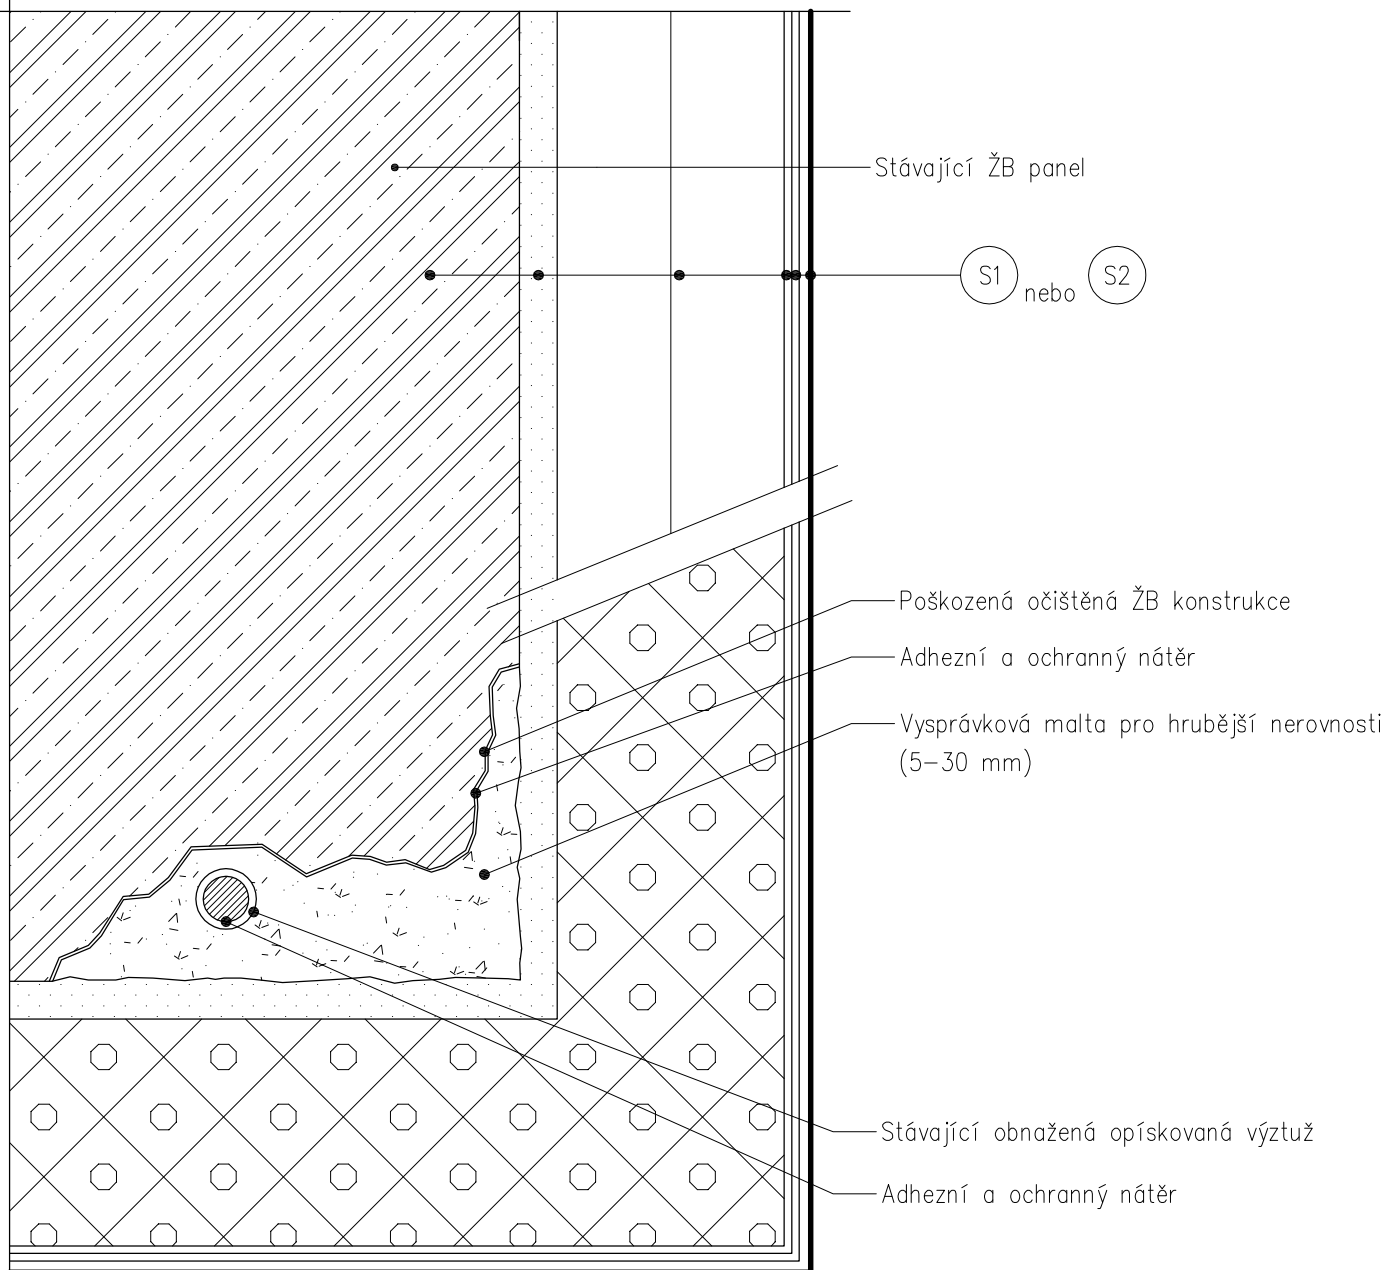 Stávající ŽB panel
S1 nebo S2
Poškozená očištěná ŽB konstrukce
Adhezní a ochranný nátěr
Vysprávková malta pro hrubější nerovnosti
(5–30 mm)
Stávající obnažená opískovaná výztuž
Adhezní a ochranný nátěr